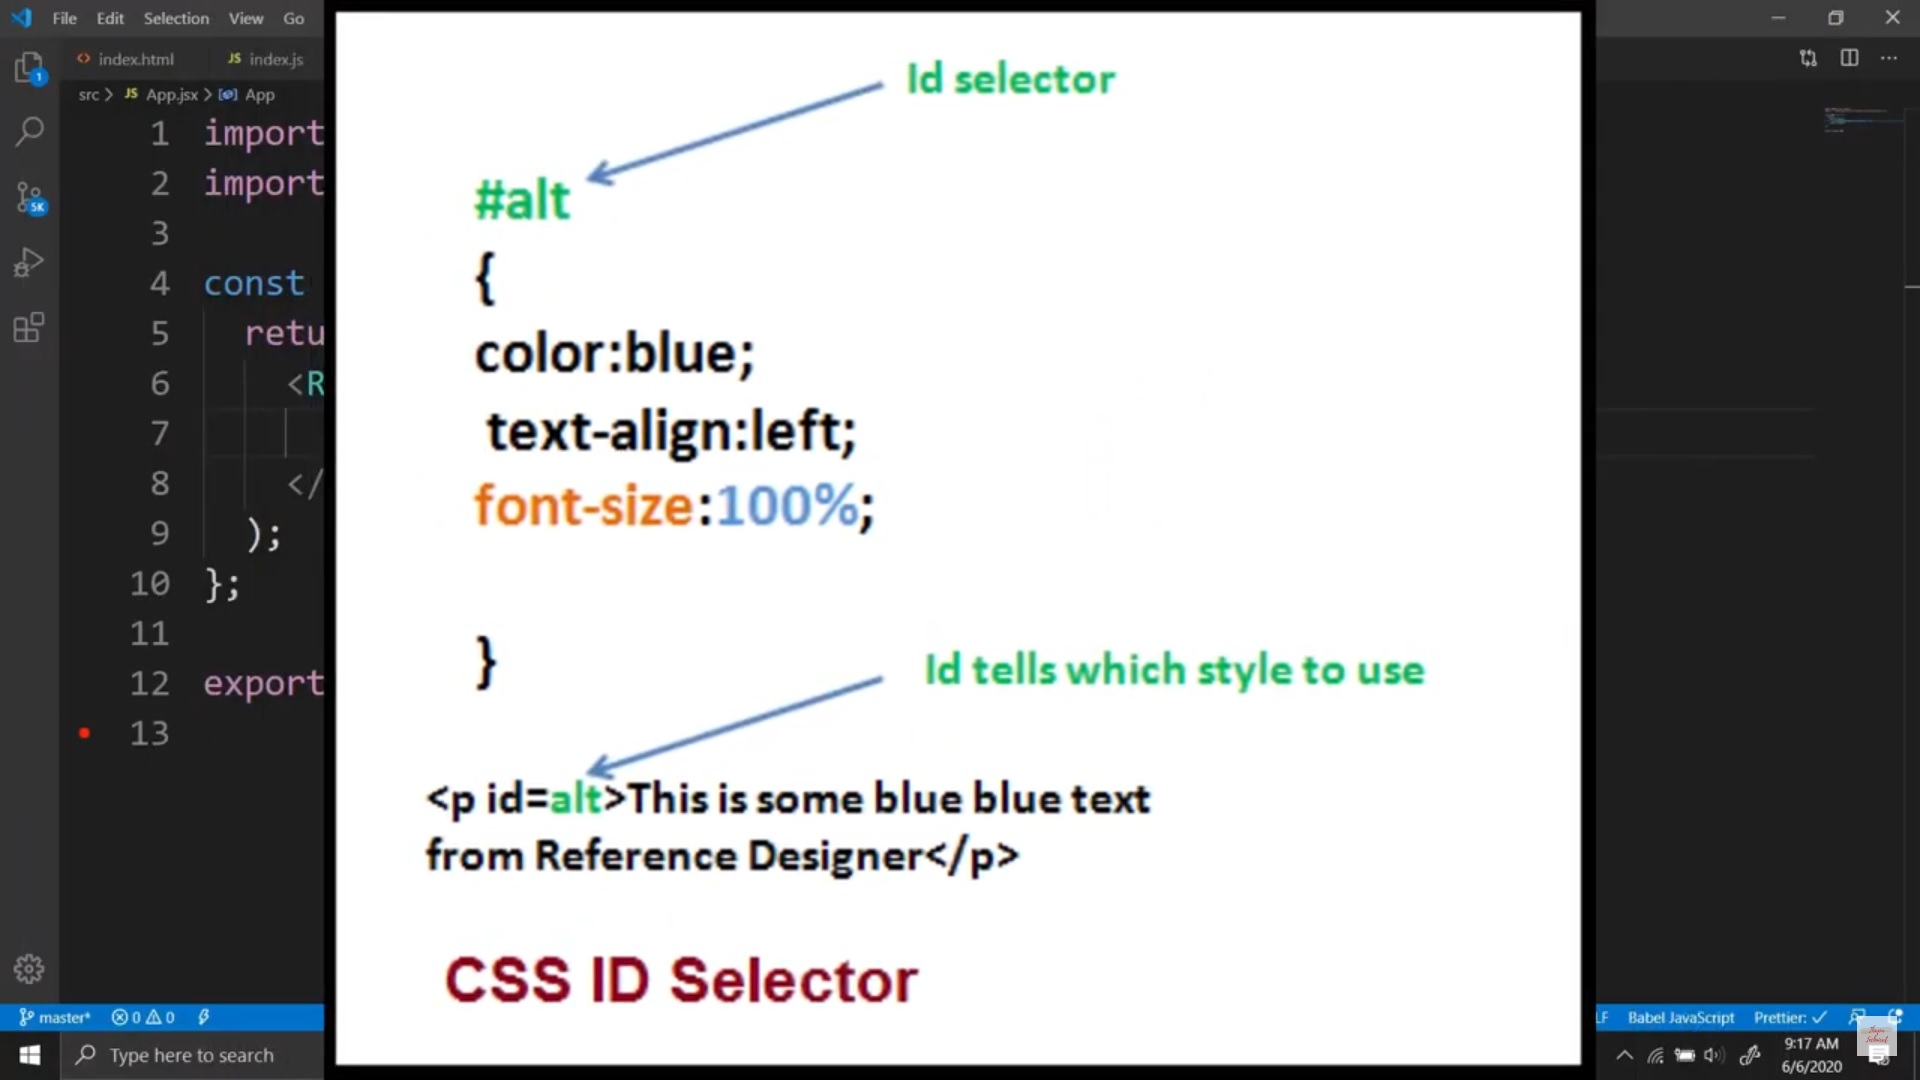 File Edit Selection View Go
index.html JS index.js
src > JS App.jsx > App
1 import
2 import
3
4 const
5 retu
6 <R
7
8 </
9 );
10 };
11
12 export
13
Id selector
#alt
{
color:blue;
text-align:left;
font-size:100%;
}
Id tells which style to use
<p id=alt>This is some blue blue text
from Reference Designer</p>
CSS ID Selector
1
5K
master* 0 0
LF Babel JavaScript Prettier: ✓
Type here to search
9:17 AM
6/6/2020